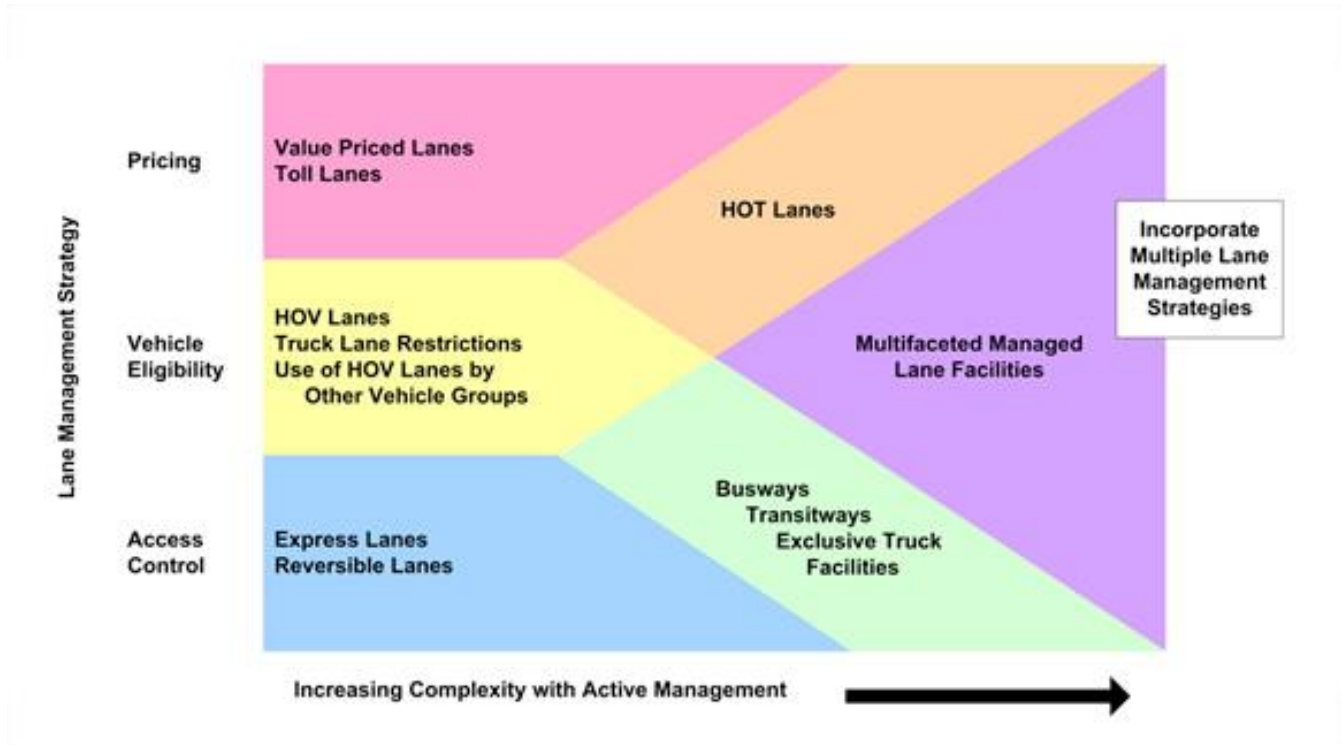 Lane Management Strategy
Pricing
Value Priced Lanes
Toll Lanes
HOT Lanes
Incorporate
Multiple Lane
Management
Strategies
Vehicle
Eligibility
HOV Lanes
Truck Lane Restrictions
Use of HOV Lanes by
Other Vehicle Groups
Multifaceted Managed
Lane Facilities
Access
Control
Express Lanes
Reversible Lanes
Busways
Transitways
Exclusive Truck
Facilities
Increasing Complexity with Active Management